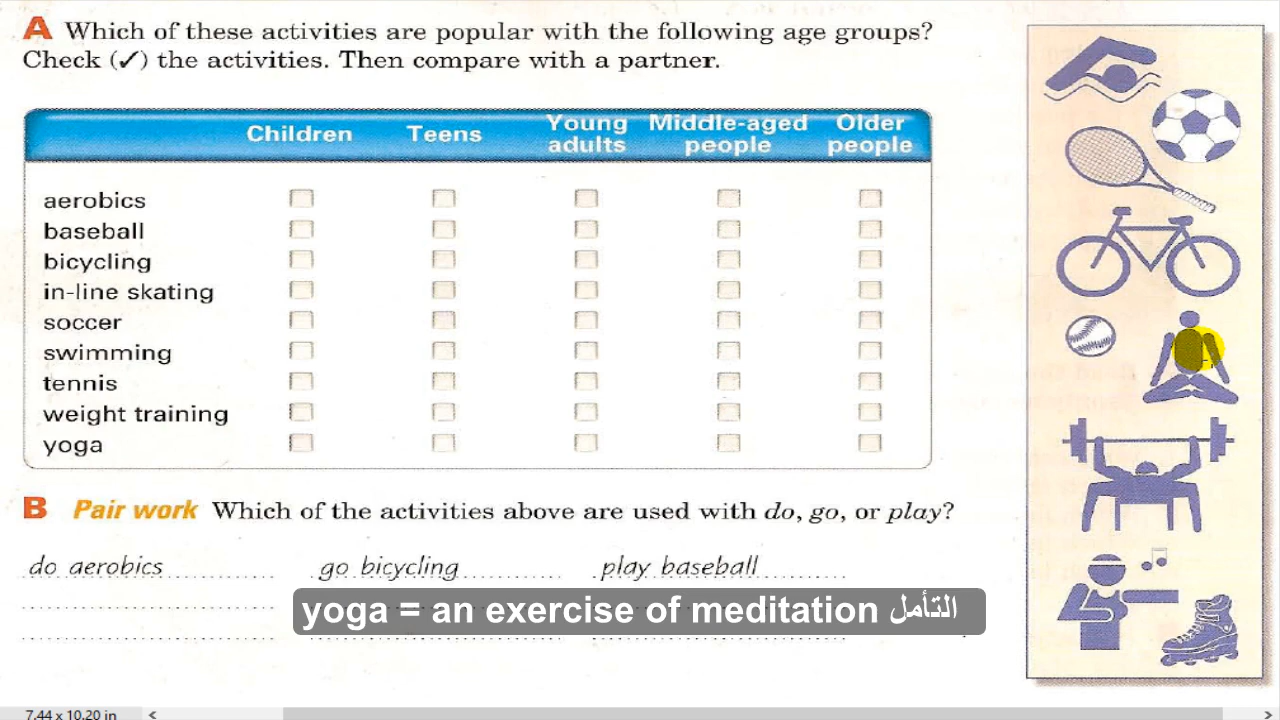 A Which of these activities are popular with the following age groups?
Check (✓) the activities. Then compare with a partner.
Children Teens Young adults Middle-aged people Older people
aerobics
baseball
bicycling
in-line skating
soccer
swimming
tennis
weight training
yoga
B Pair work Which of the activities above are used with do, go, or play?
do aerobics go bicycling play baseball
yoga = an exercise of meditation التأمل
7.44 x 10.20 in